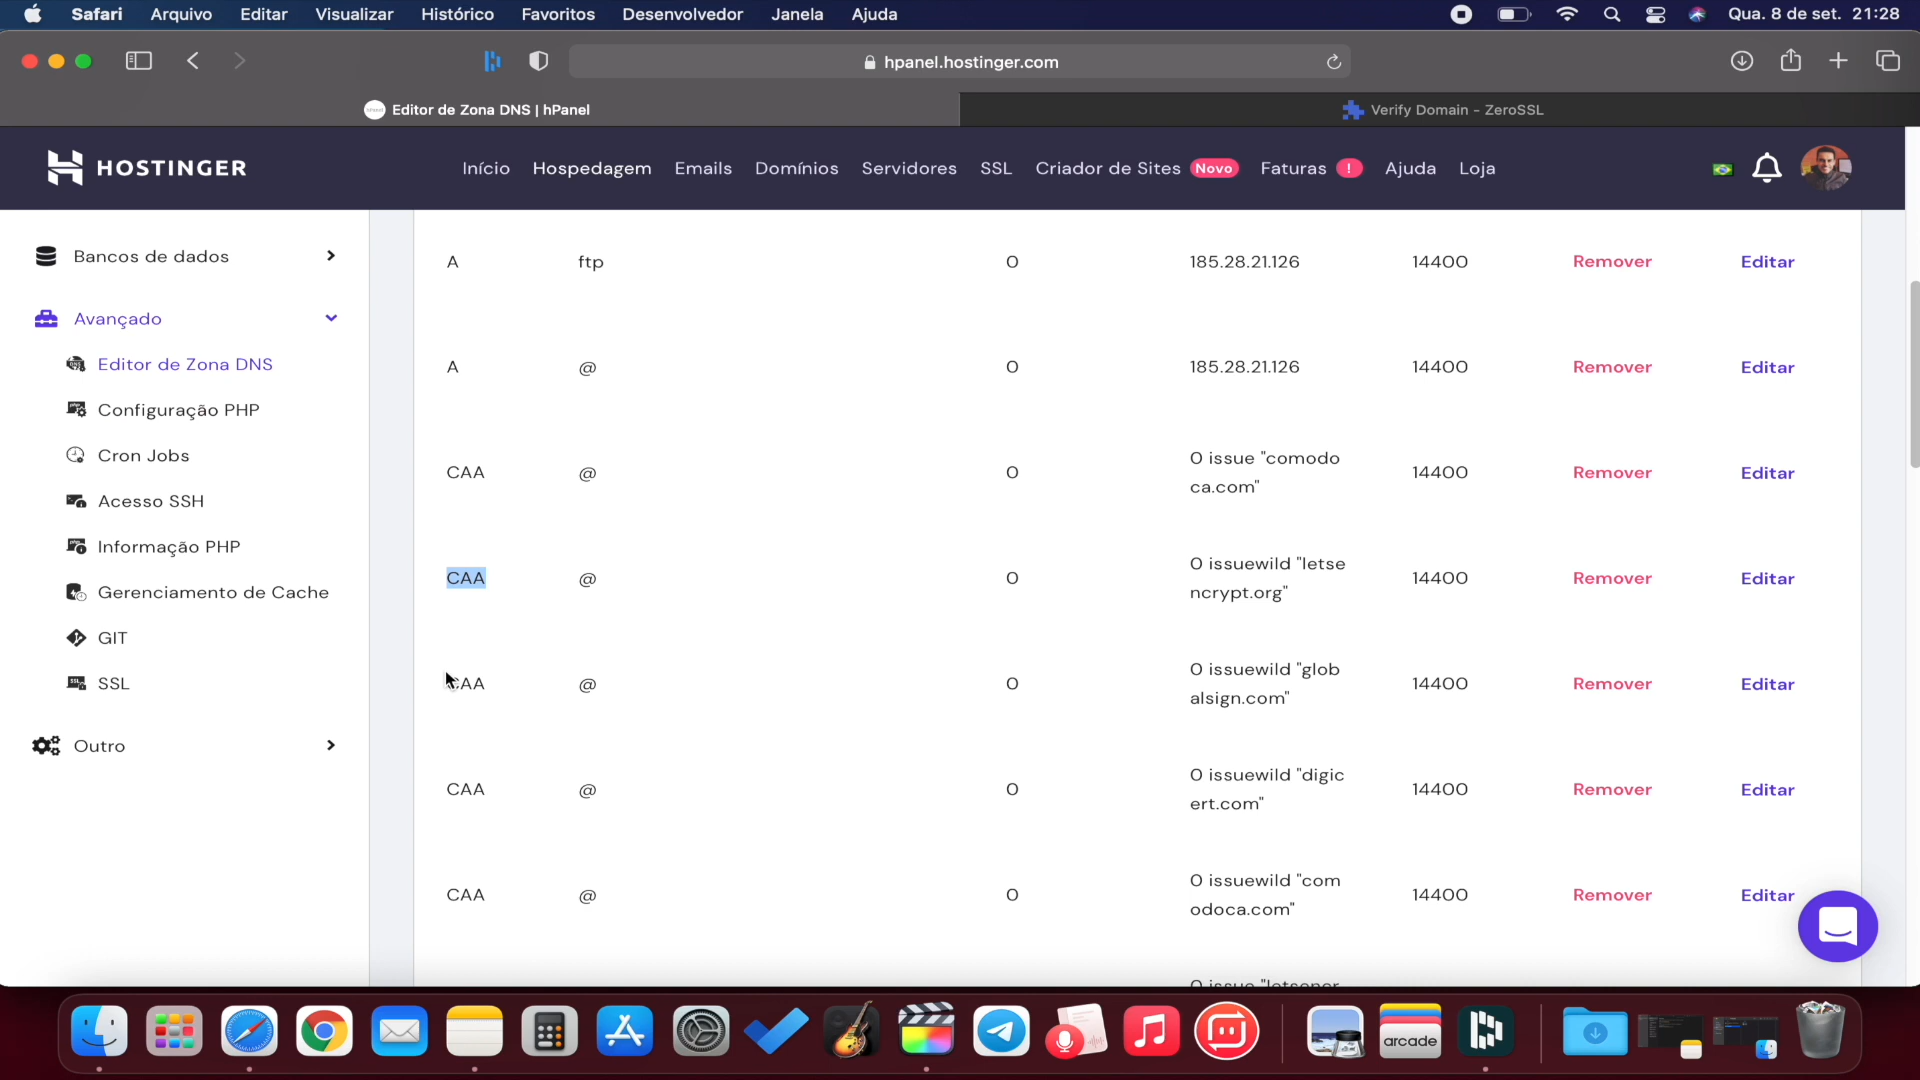 Safari Arquivo Editar Visualizar Histórico Favoritos Desenvolvedor Janela Ajuda Qua. 8 de set. 21:28
hpanel.hostinger.com
Editor de Zona DNS | hPanel Verify Domain - ZeroSSL
HOSTINGER Início Hospedagem Emails Domínios Servidores SSL Criador de Sites Novo Faturas ! Ajuda Loja
Bancos de dados
Avançado
Editor de Zona DNS
Configuração PHP
Cron Jobs
Acesso SSH
Informação PHP
Gerenciamento de Cache
GIT
SSL
Outro
A ftp 0 185.28.21.126 14400 Remover Editar
A @ 0 185.28.21.126 14400 Remover Editar
CAA @ 0 0 issue "comodo 14400 Remover Editar
ca.com"
CAA @ 0 0 issuewild "letse 14400 Remover Editar
ncrypt.org"
CAA @ 0 0 issuewild "glob 14400 Remover Editar
alsign.com"
CAA @ 0 0 issuewild "digic 14400 Remover Editar
ert.com"
CAA @ 0 0 issuewild "com 14400 Remover Editar
odoca.com"
0 issue "letsencr
arcade